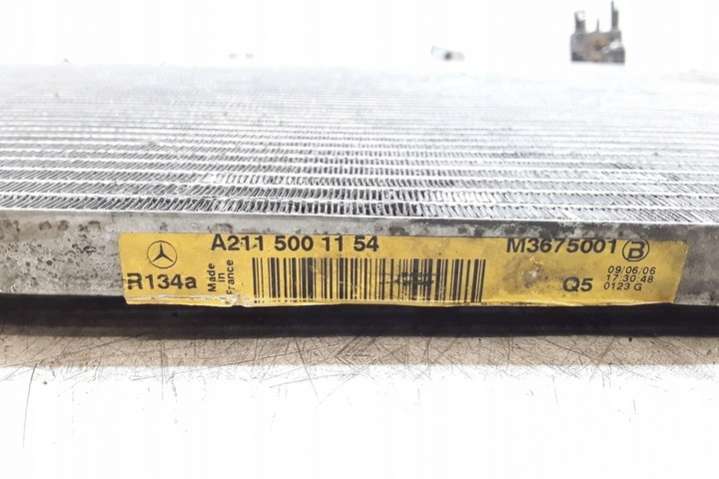 A211 500 11 54
M3675001 B
R134a
Made in France
Q5
09/06/06
17 30 48
0123 G